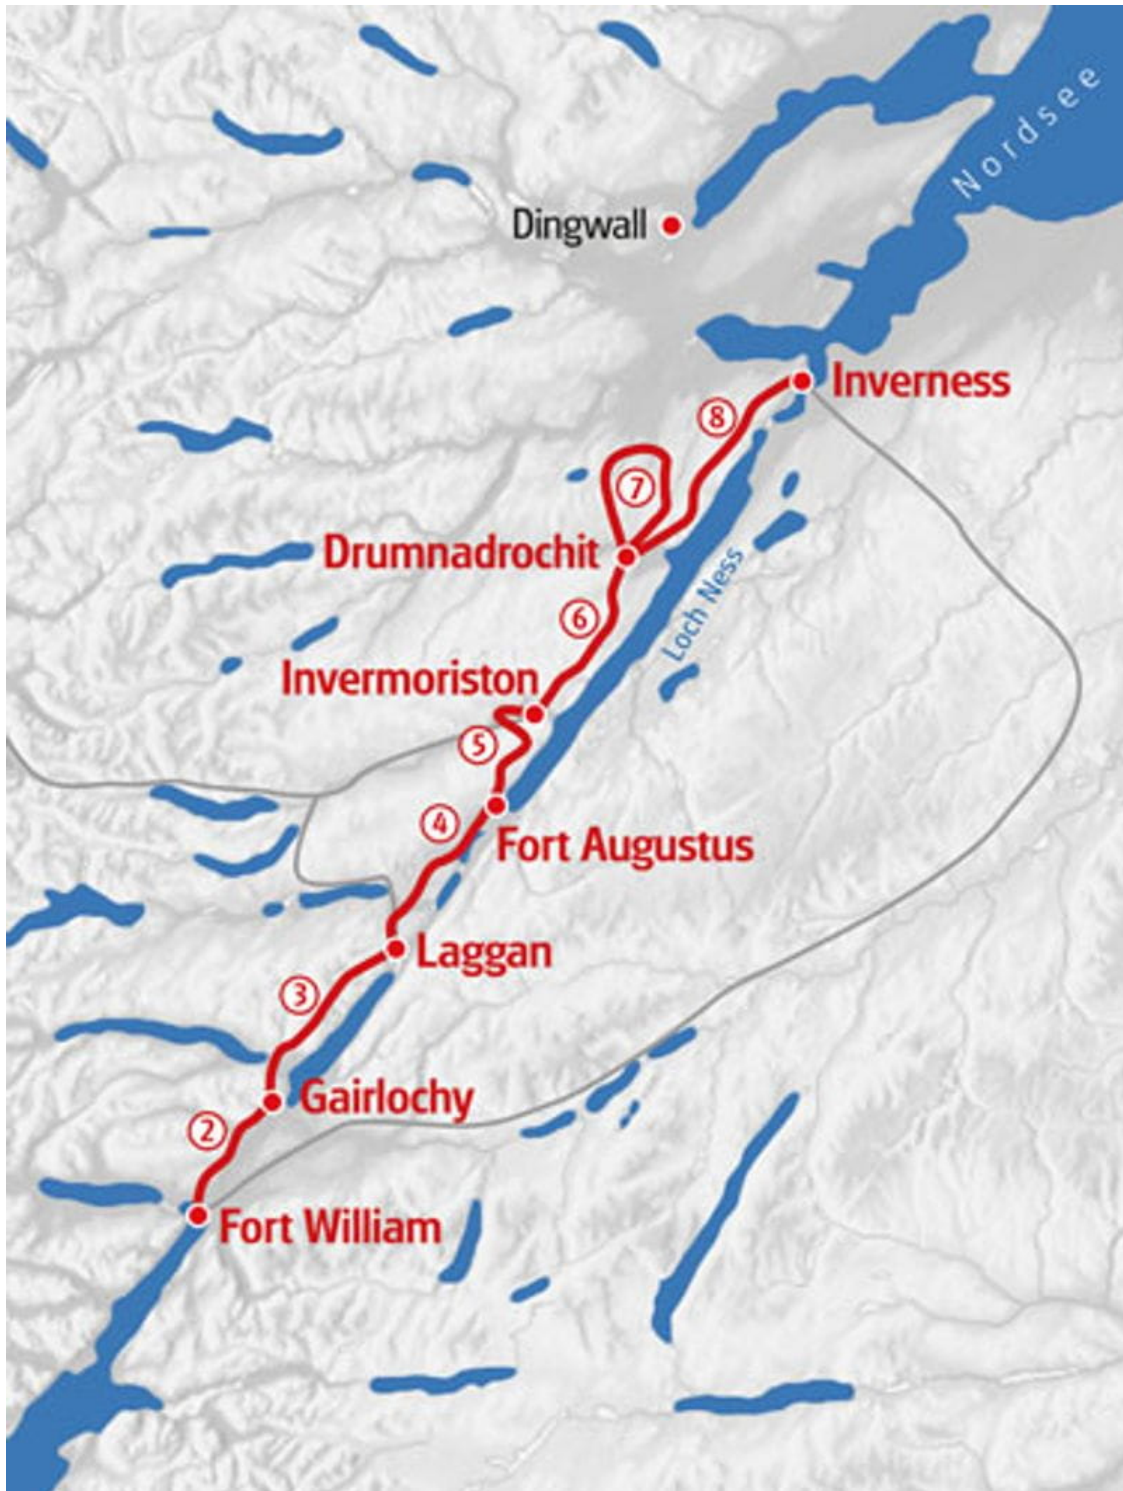 Nordsee
Dingwall
Inverness
8
7
Drumnadrochit
Loch Ness
6
Invermoriston
5
4
Fort Augustus
Laggan
3
Gairlochy
2
Fort William